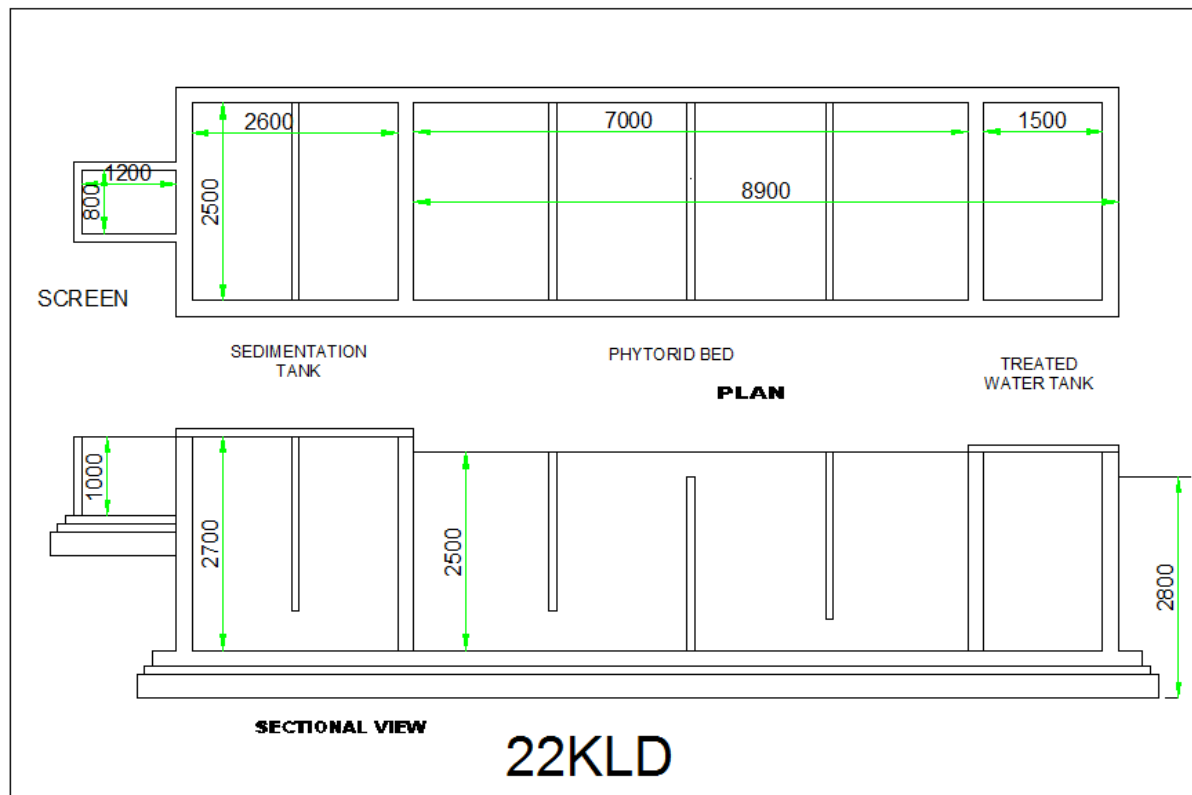 2600
7000
1500
1200
800
2500
8900
SCREEN
SEDIMENTATION
TANK
PHYTORID BED
TREATED
WATER TANK
PLAN
1000
2700
2500
2800
SECTIONAL VIEW
22KLD